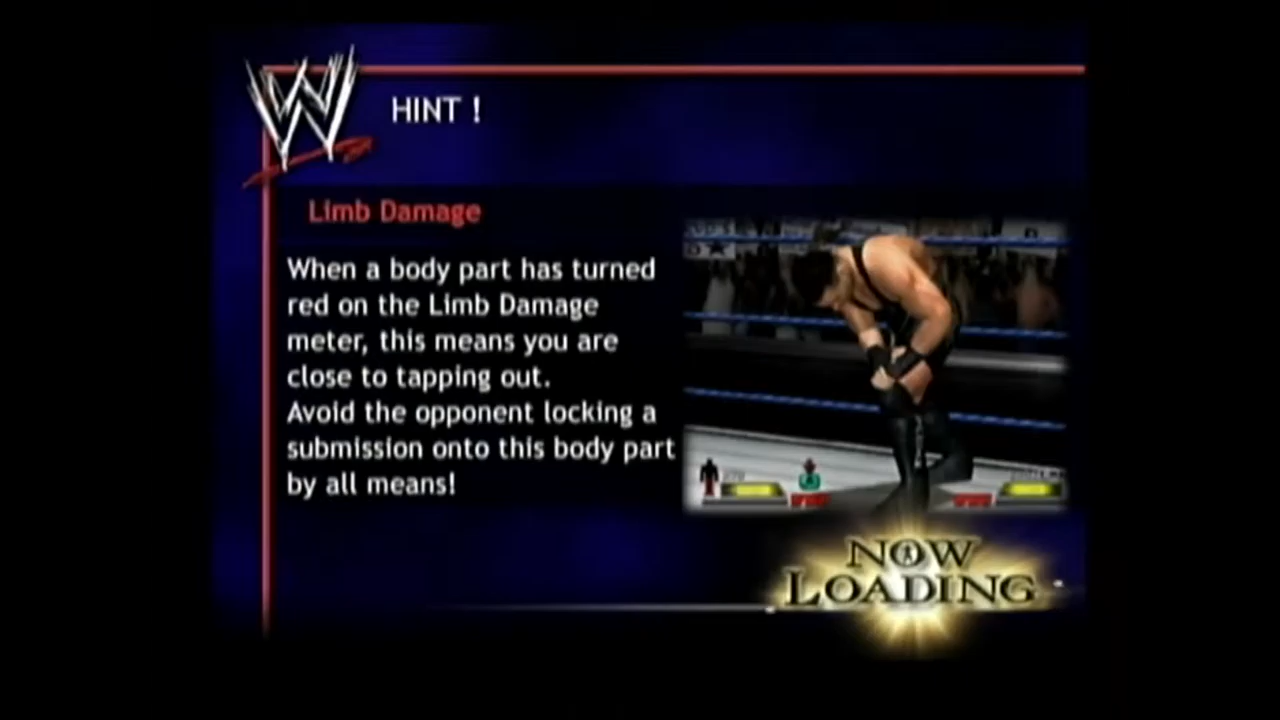 W
HINT !
Limb Damage
When a body part has turned
red on the Limb Damage
meter, this means you are
close to tapping out.
Avoid the opponent locking a
submission onto this body part
by all means!
NOW
LOADING